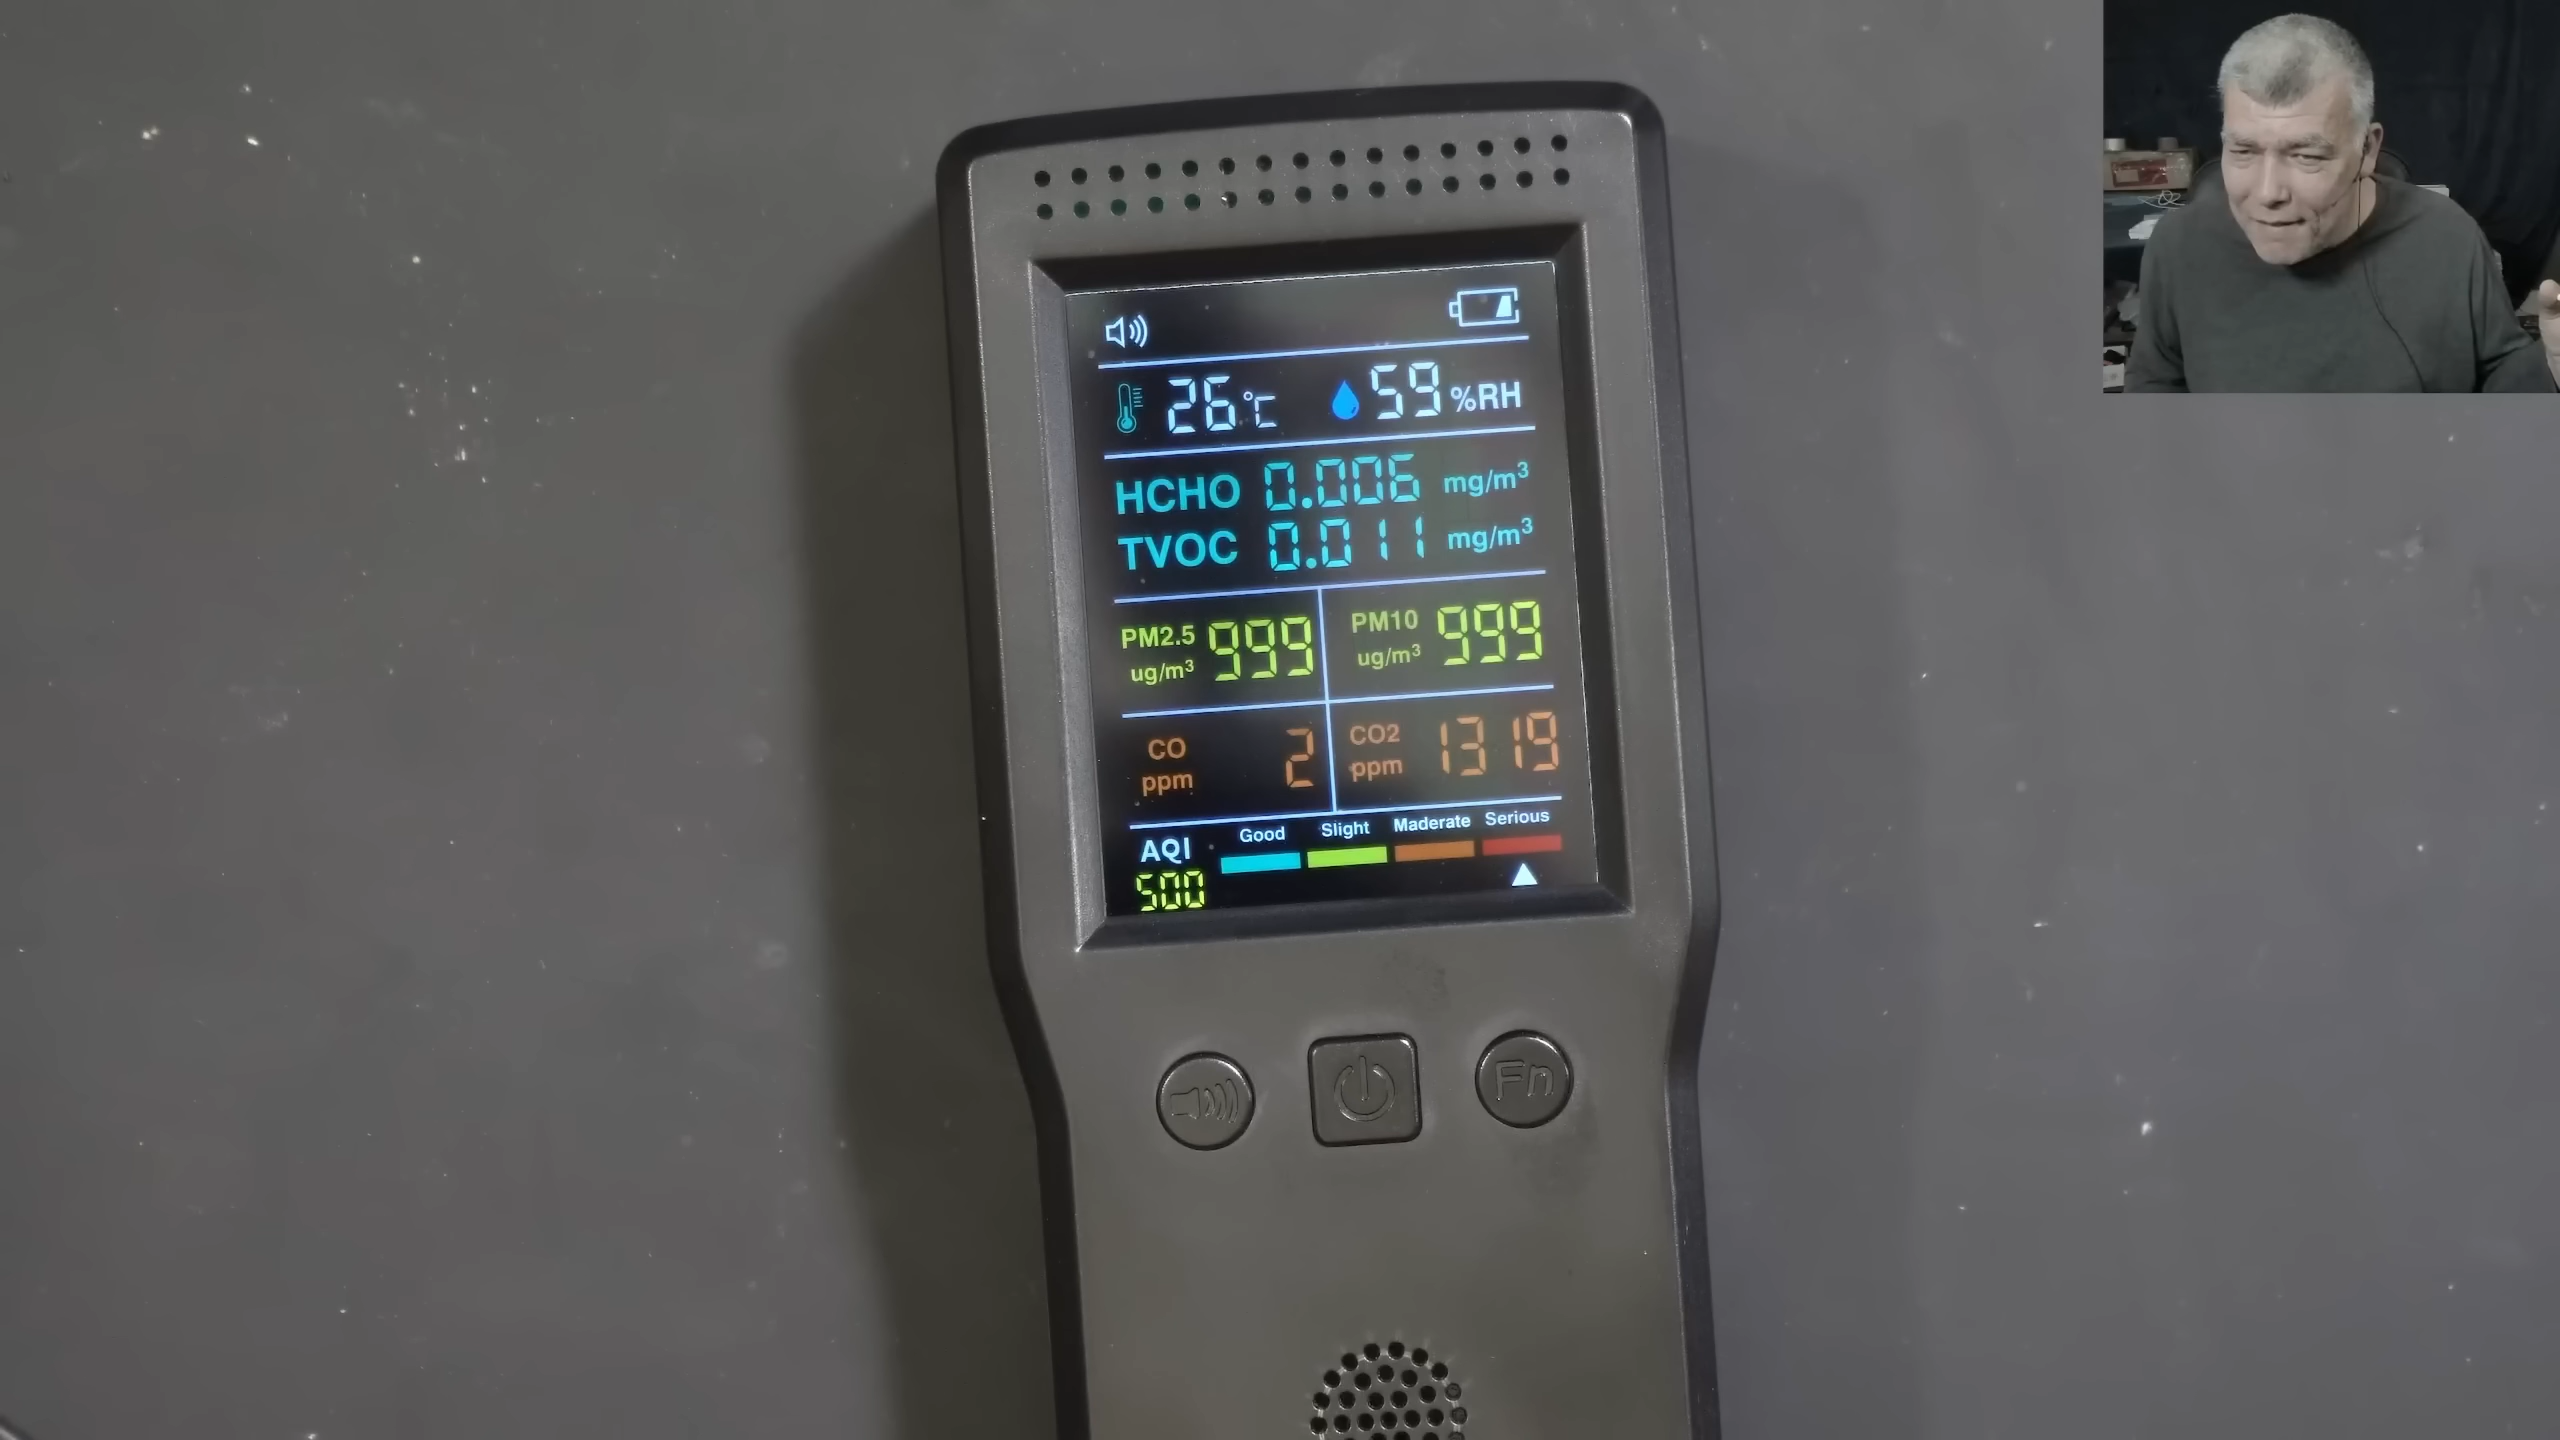 26 °C 59 %RH
HCHO 0.006 mg/m³
TVOC 0.011 mg/m³
PM2.5 ug/m³ 999 PM10 ug/m³ 999
CO ppm 2 CO2 ppm 1319
AQI 500 Good Slight Maderate Serious
Fn